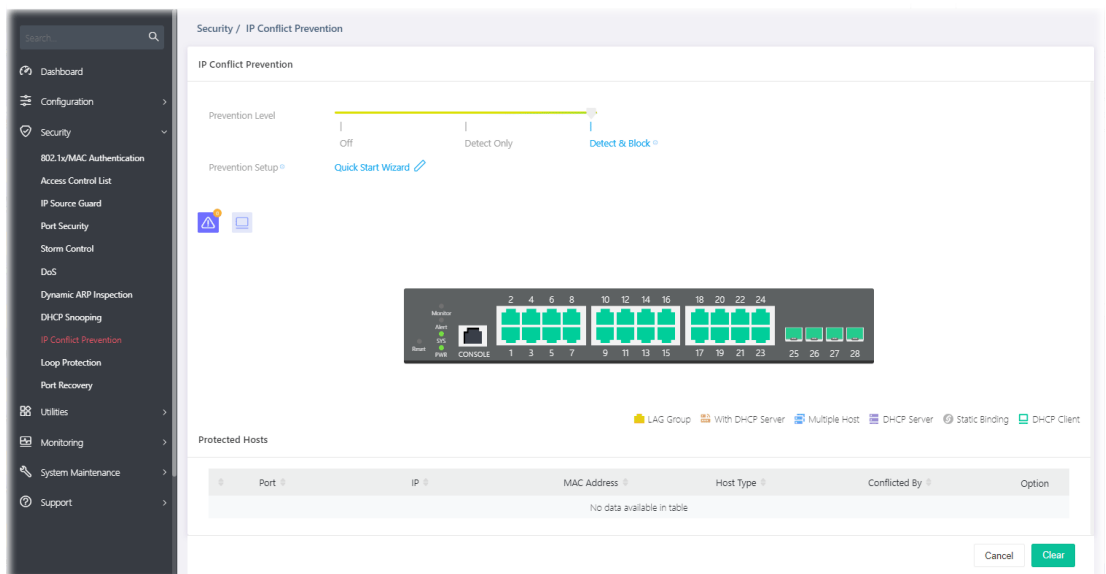 Search...
Dashboard
Configuration
Security
802.1x/MAC Authentication
Access Control List
IP Source Guard
Port Security
Storm Control
DoS
Dynamic ARP Inspection
DHCP Snooping
IP Conflict Prevention
Loop Protection
Port Recovery
Utilities
Monitoring
System Maintenance
Support
Security / IP Conflict Prevention
IP Conflict Prevention
Prevention Level
Off Detect Only Detect & Block
Prevention Setup Quick Start Wizard
2 4 6 8 10 12 14 16 18 20 22 24
Monitor
Alert
SYS
Reset PWR CONSOLE 1 3 5 7 9 11 13 15 17 19 21 23 25 26 27 28
LAG Group With DHCP Server Multiple Host DHCP Server Static Binding DHCP Client
Protected Hosts
Port IP MAC Address Host Type Conflicted By Option
No data available in table
Cancel Clear